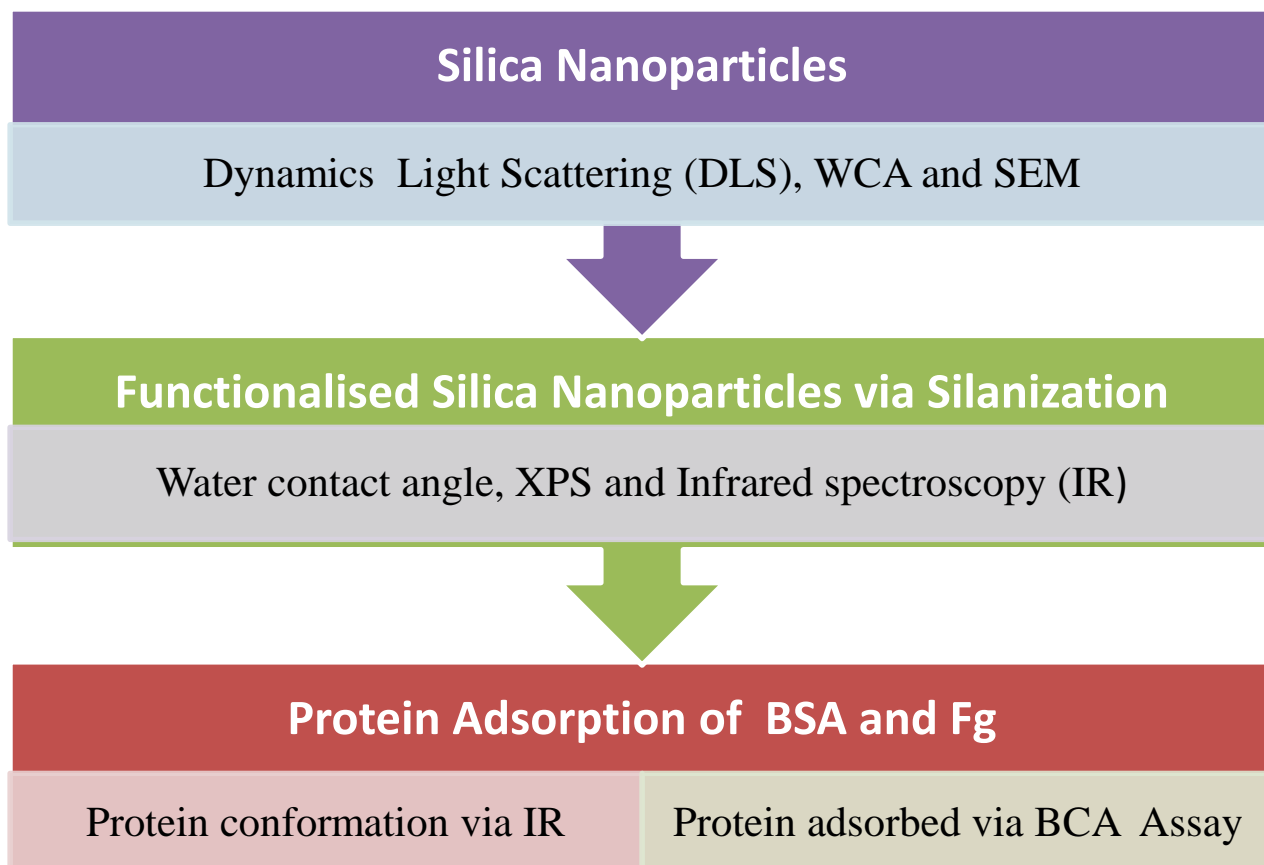 Silica Nanoparticles
Dynamics Light Scattering (DLS), WCA and SEM
Functionalised Silica Nanoparticles via Silanization
Water contact angle, XPS and Infrared spectroscopy (IR)
Protein Adsorption of BSA and Fg
Protein conformation via IR
Protein adsorbed via BCA Assay